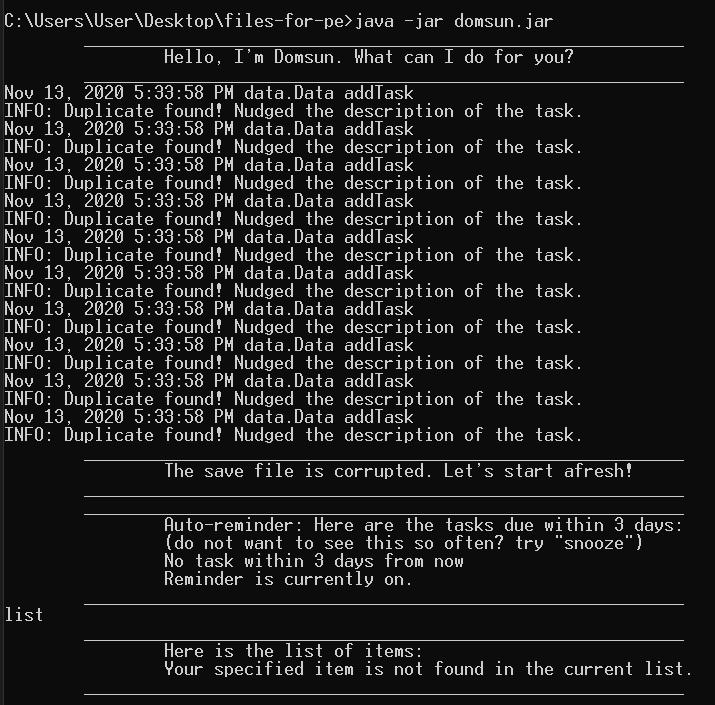 C:\Users\User\Desktop\files-for-pe>java -jar domsun.jar
Hello, I'm Domsun. What can I do for you?
Nov 13, 2020 5:33:58 PM data.Data addTask
INFO: Duplicate found! Nudged the description of the task.
Nov 13, 2020 5:33:58 PM data.Data addTask
INFO: Duplicate found! Nudged the description of the task.
Nov 13, 2020 5:33:58 PM data.Data addTask
INFO: Duplicate found! Nudged the description of the task.
Nov 13, 2020 5:33:58 PM data.Data addTask
INFO: Duplicate found! Nudged the description of the task.
Nov 13, 2020 5:33:58 PM data.Data addTask
INFO: Duplicate found! Nudged the description of the task.
Nov 13, 2020 5:33:58 PM data.Data addTask
INFO: Duplicate found! Nudged the description of the task.
Nov 13, 2020 5:33:58 PM data.Data addTask
INFO: Duplicate found! Nudged the description of the task.
Nov 13, 2020 5:33:58 PM data.Data addTask
INFO: Duplicate found! Nudged the description of the task.
Nov 13, 2020 5:33:58 PM data.Data addTask
INFO: Duplicate found! Nudged the description of the task.
Nov 13, 2020 5:33:58 PM data.Data addTask
INFO: Duplicate found! Nudged the description of the task.
The save file is corrupted. Let's start afresh!
Auto-reminder: Here are the tasks due within 3 days:
(do not want to see this so often? try "snooze")
No task within 3 days from now
Reminder is currently on.
list
Here is the list of items:
Your specified item is not found in the current list.